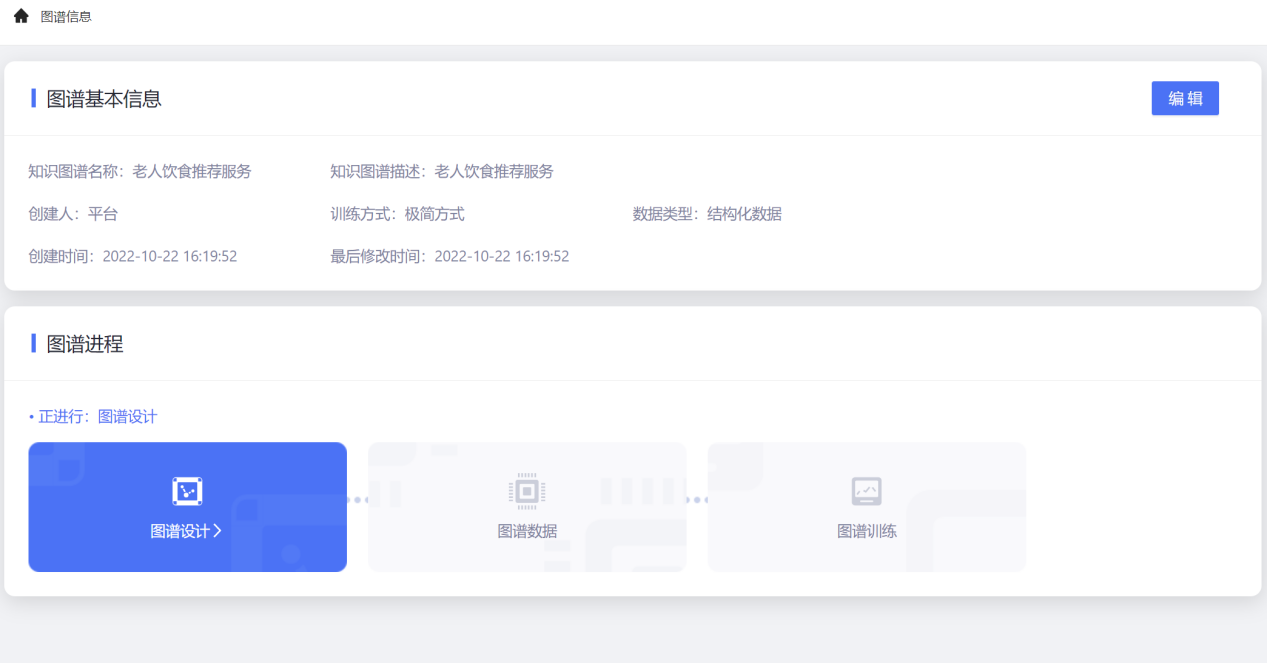 图谱信息
图谱基本信息
编 辑
知识图谱名称：老人饮食推荐服务 知识图谱描述：老人饮食推荐服务
创建人：平台 训练方式：极简方式 数据类型：结构化数据
创建时间：2022-10-22 16:19:52 最后修改时间：2022-10-22 16:19:52
图谱进程
• 正进行：图谱设计
图谱设计 图谱数据 图谱训练